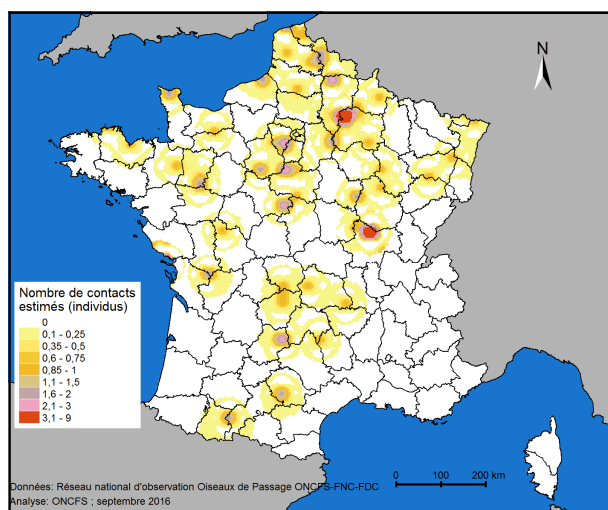 N
Nombre de contacts
estimés (individus)
0
0,1 - 0,25
0,35 - 0,5
0,6 - 0,75
0,85 - 1
1,1 - 1,5
1,6 - 2
2,1 - 3
3,1 - 9
Données: Réseau national d'observation Oiseaux de Passage ONCFS-FNC-FDC
0 100 200 km
Analyse: ONCFS ; septembre 2016